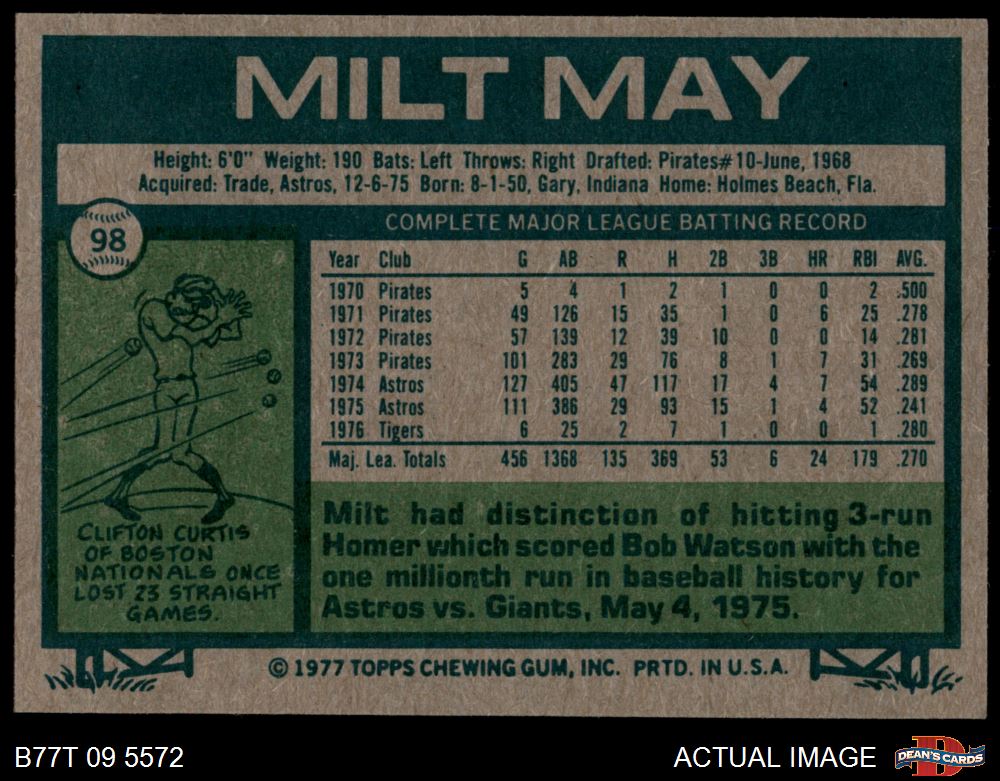 MILT MAY
Height: 6'0" Weight: 190 Bats: Left Throws: Right Drafted: Pirates#10-June, 1968
Acquired: Trade, Astros, 12-6-75 Born: 8-1-50, Gary, Indiana Home: Holmes Beach, Fla.
98
COMPLETE MAJOR LEAGUE BATTING RECORD
Year Club G AB R H 2B 3B HR RBI AVG.
1970 Pirates 5 4 1 2 1 0 0 2 .500
1971 Pirates 49 126 15 35 1 0 6 25 .278
1972 Pirates 57 139 12 39 10 0 0 14 .281
1973 Pirates 101 283 29 76 8 1 7 31 .269
1974 Astros 127 405 47 117 17 4 7 54 .289
1975 Astros 111 386 29 93 15 1 4 52 .241
1976 Tigers 6 25 2 7 1 0 0 1 .280
Maj. Lea. Totals 456 1368 135 369 53 6 24 179 .270
CLIFTON CURTIS
OF BOSTON
NATIONALS ONCE
LOST 23 STRAIGHT
GAMES.
Milt had distinction of hitting 3-run
Homer which scored Bob Watson with the
one millionth run in baseball history for
Astros vs. Giants, May 4, 1975.
© 1977 TOPPS CHEWING GUM, INC. PRTD. IN U.S.A.
B77T 09 5572
ACTUAL IMAGE
D
DEAN'S CARDS